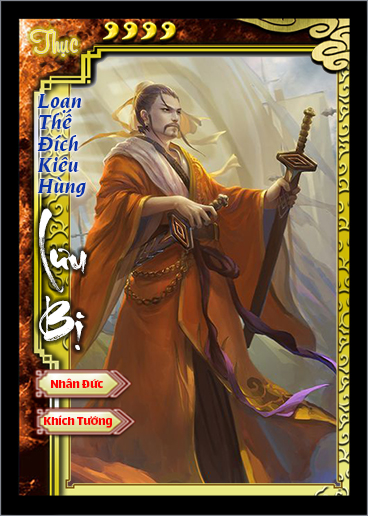 Thục
Loạn
Thế
Đích
Kiêu
Hùng
Lưu
Bị
Nhân Đức
Khích Tướng